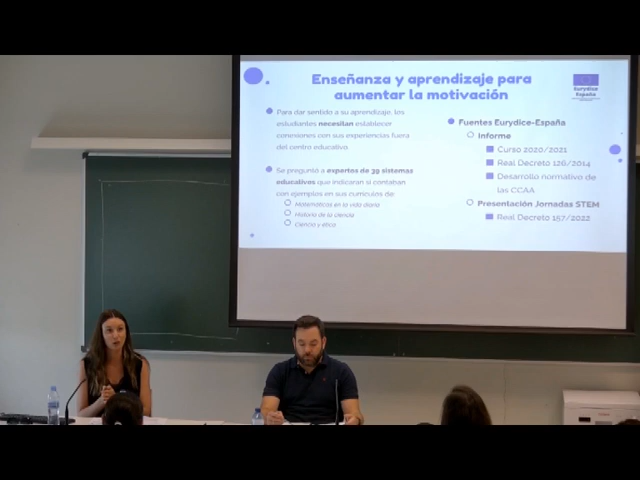 Enseñanza y aprendizaje para
aumentar la motivación
Eurydice
España
Para dar sentido a su aprendizaje, los
estudiantes necesitan establecer
conexiones con sus experiencias fuera
del centro educativo
Se preguntó a expertos de 39 sistemas
educativos que indicaran si contaban
con ejemplos en sus currículos de:
Matemáticas en la vida diaria
Historia de la ciencia
Ciencia y ética
Fuentes Eurydice-España
Informe
Curso 2020/2021
Real Decreto 126/2014
Desarrollo normativo de
las CCAA
Presentación Jornadas STEM
Real Decreto 157/2022